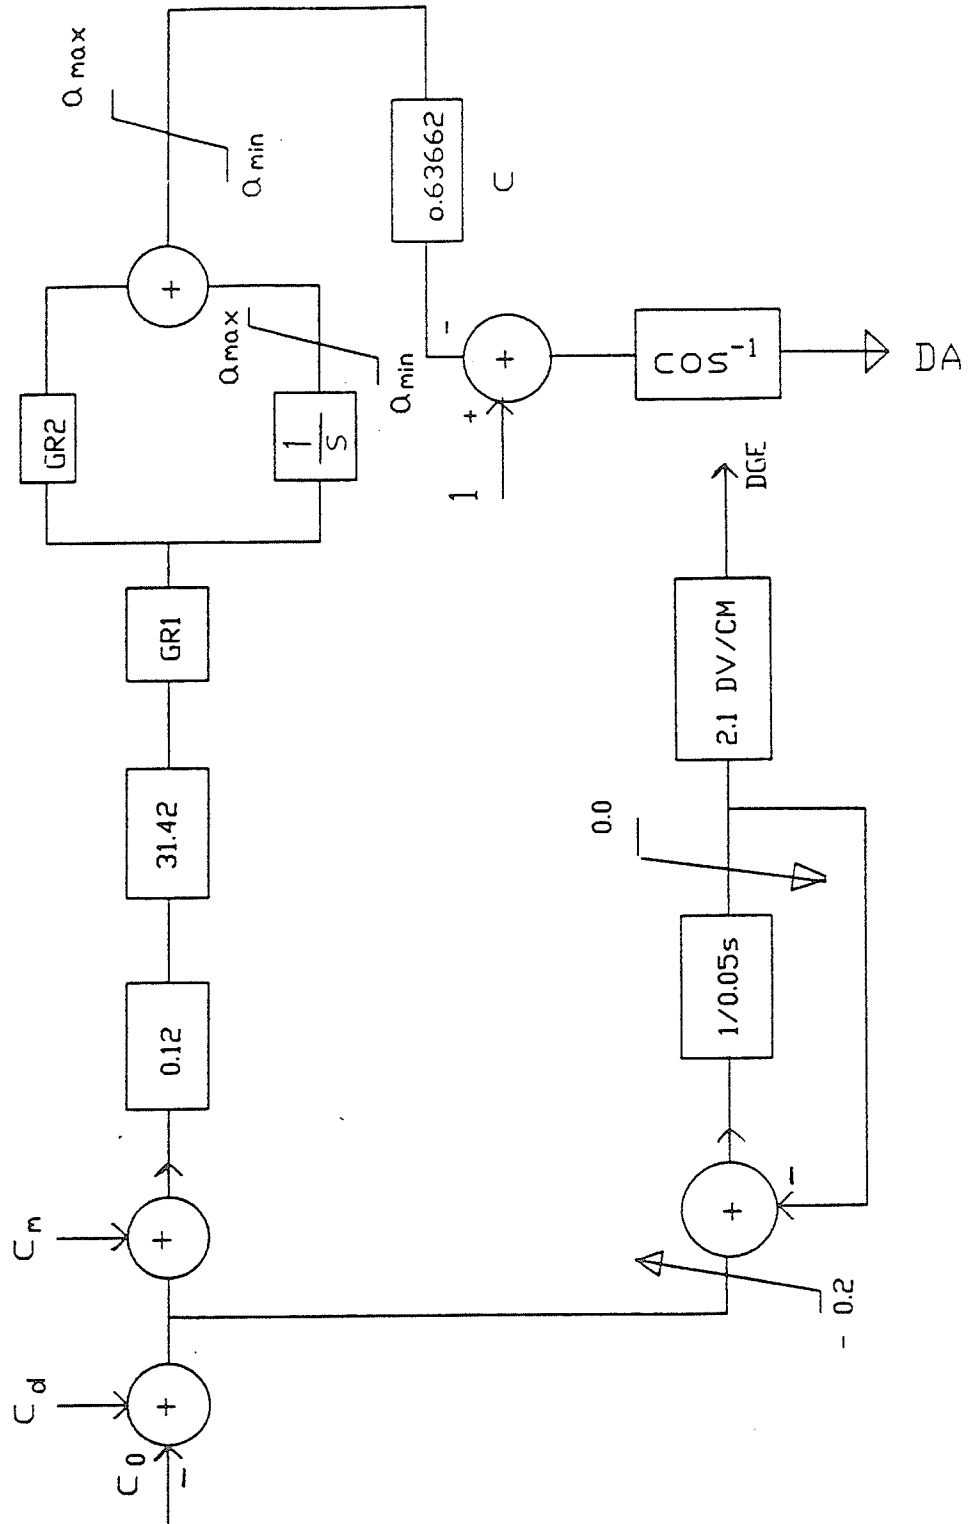 C0
-
Cd
+
Cm
+
0.12
31.42
GR1
GR2
1
S
amax
amin
+
amax
amin
0.63662
C
-
+
+
1
COS-1
DA
- 0.2
+
-
1/0.05s
0.0
2.1 DV/CM
DGE